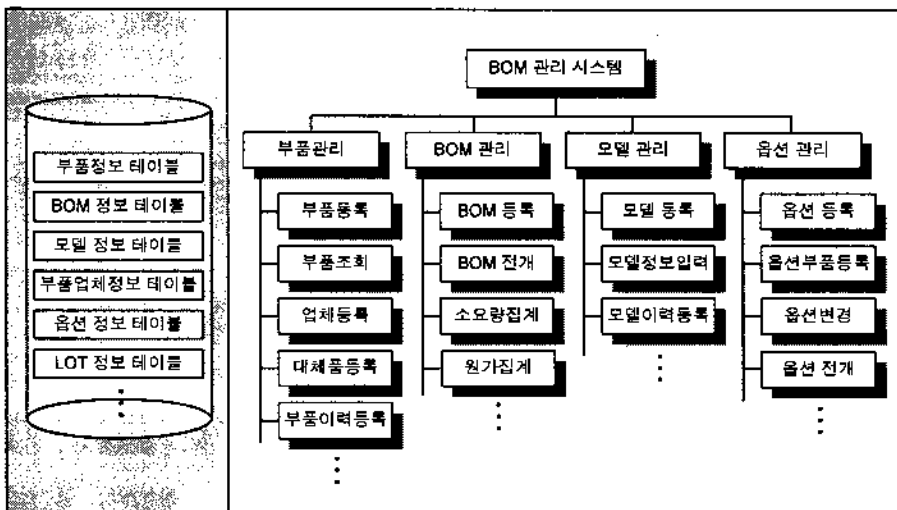 부품정보 테이블
BOM 정보 테이블
모델 정보 테이블
부품업체정보 테이블
옵션 정보 테이블
LOT 정보 테이블
BOM 관리 시스템
부품관리
BOM 관리
모델 관리
옵션 관리
부품등록
부품조회
업체등록
대체품등록
부품이력등록
BOM 등록
BOM 전개
소요량집계
원가집계
모델 등록
모델정보입력
모델이력등록
옵션 등록
옵션부품등록
옵션변경
옵션 전개